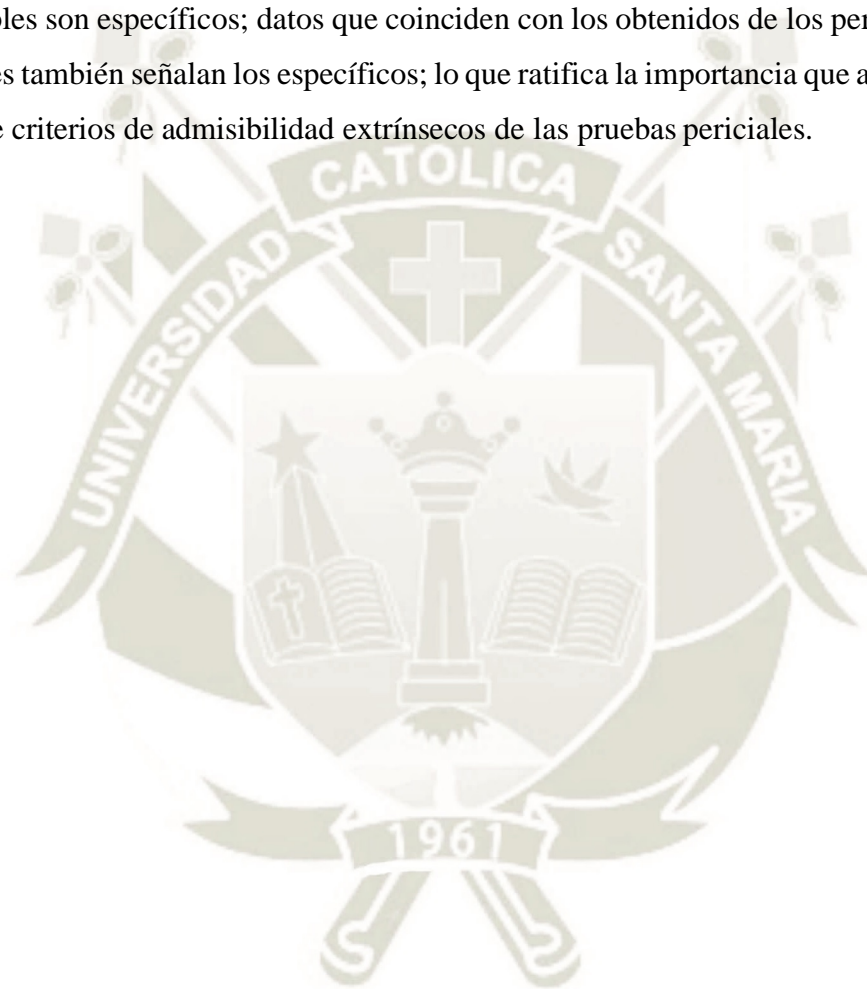 les son específicos; datos que coinciden con los obtenidos de los per
es también señalan los específicos; lo que ratifica la importancia que a
e criterios de admisibilidad extrínsecos de las pruebas periciales.
UNIVERSIDAD CATOLICA SANTA MARIA
1961